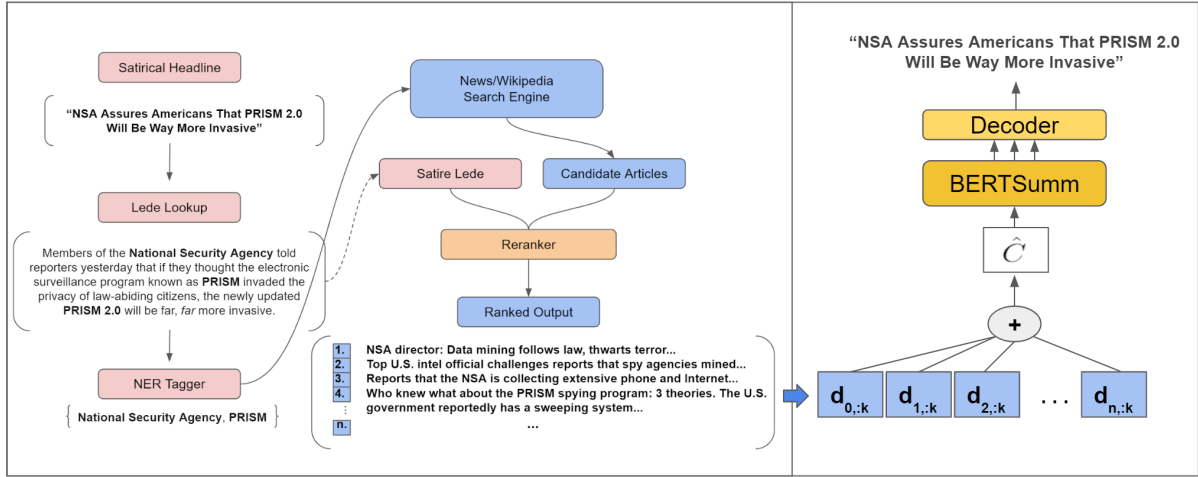 Satirical Headline
“NSA Assures Americans That PRISM 2.0
Will Be Way More Invasive”
Lede Lookup
Members of the National Security Agency told
reporters yesterday that if they thought the electronic
surveillance program known as PRISM invaded the
privacy of law-abiding citizens, the newly updated
PRISM 2.0 will be far, far more invasive.
NER Tagger
{ National Security Agency, PRISM }
News/Wikipedia
Search Engine
Satire Lede
Candidate Articles
Reranker
Ranked Output
1. NSA director: Data mining follows law, thwarts terror...
2. Top U.S. intel official challenges reports that spy agencies mined...
3. Reports that the NSA is collecting extensive phone and Internet...
4. Who knew what about the PRISM spying program: 3 theories. The U.S.
government reportedly has a sweeping system...
n. ...
“NSA Assures Americans That PRISM 2.0
Will Be Way More Invasive”
Decoder
BERTSumm
Ĉ
+
d0,:k d1,:k d2,:k . . . dn,:k